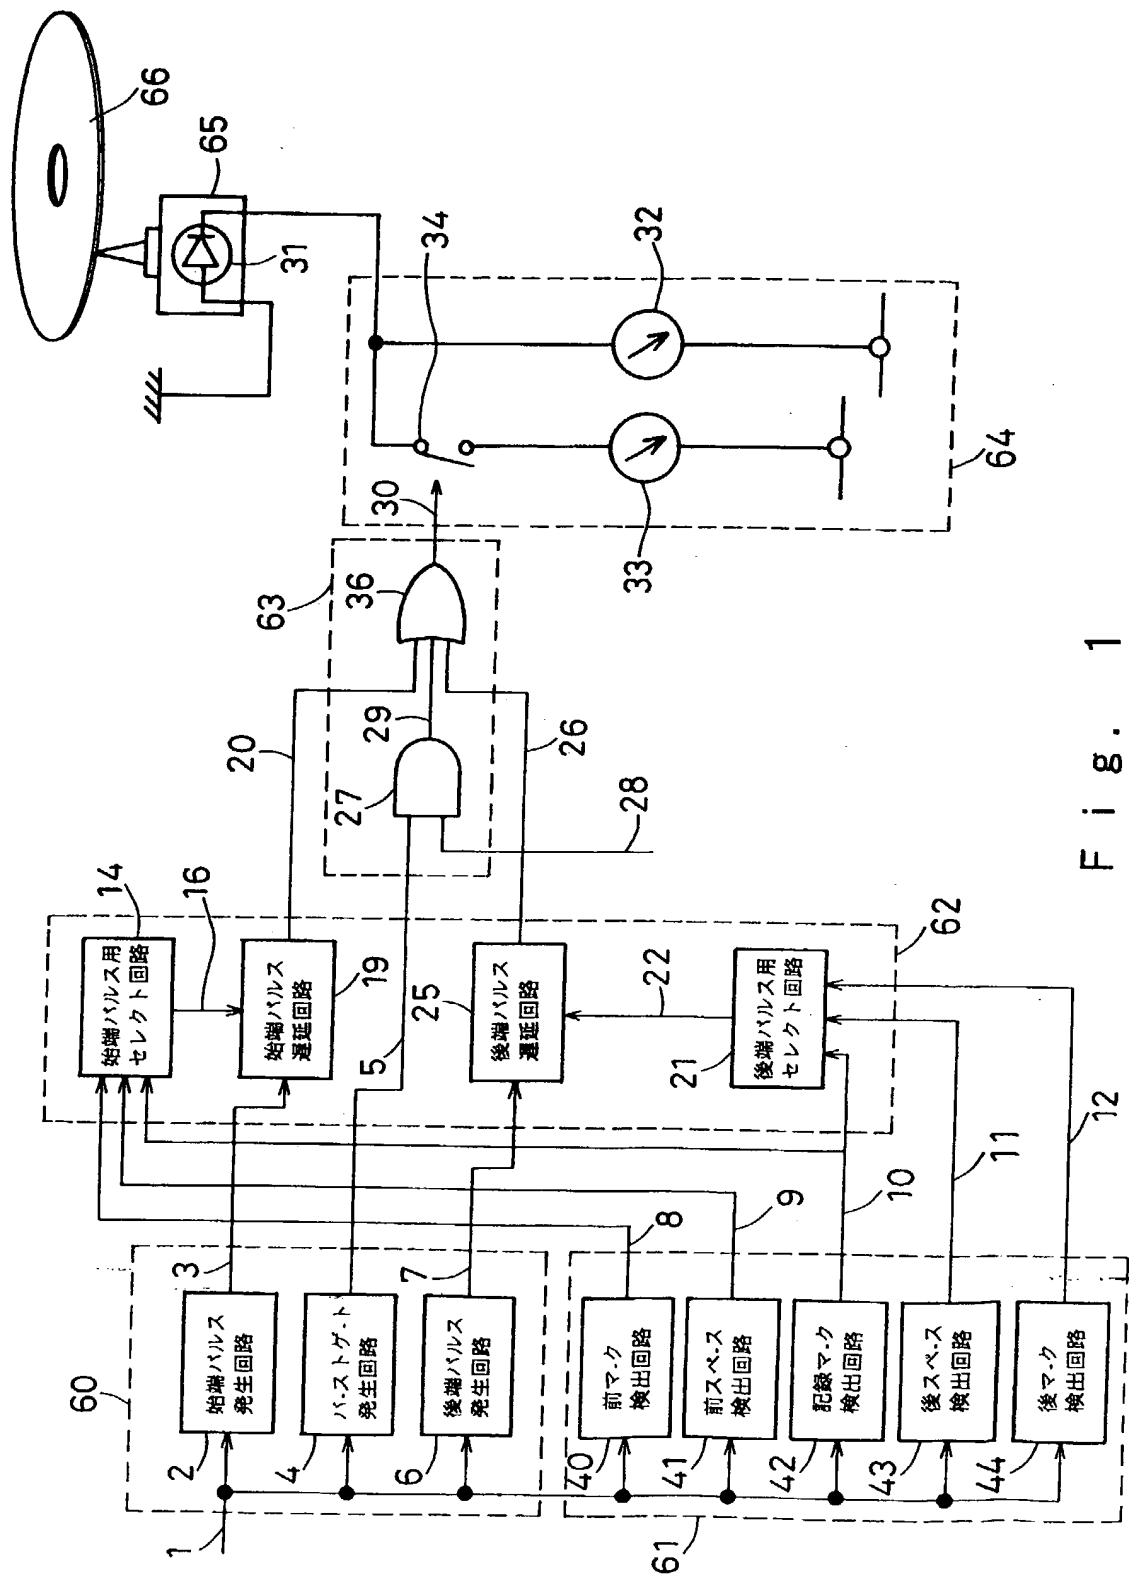 66
65
31
34
32
33
64
30
36
63
29
27
20
26
28
14
始端パルス用
セレクト回路
16
始端パルス
遅延回路
19
5
25
後端パルス
遅延回路
22
21
後端パルス用
セレクト回路
62
3
7
8
9
10
11
12
60
2
始端パルス
発生回路
4
バーストゲート
発生回路
6
後端パルス
発生回路
1
40
前マーク
検出回路
41
前スペース
検出回路
42
記録マーク
検出回路
43
後スペース
検出回路
44
後マーク
検出回路
61
Fig. 1